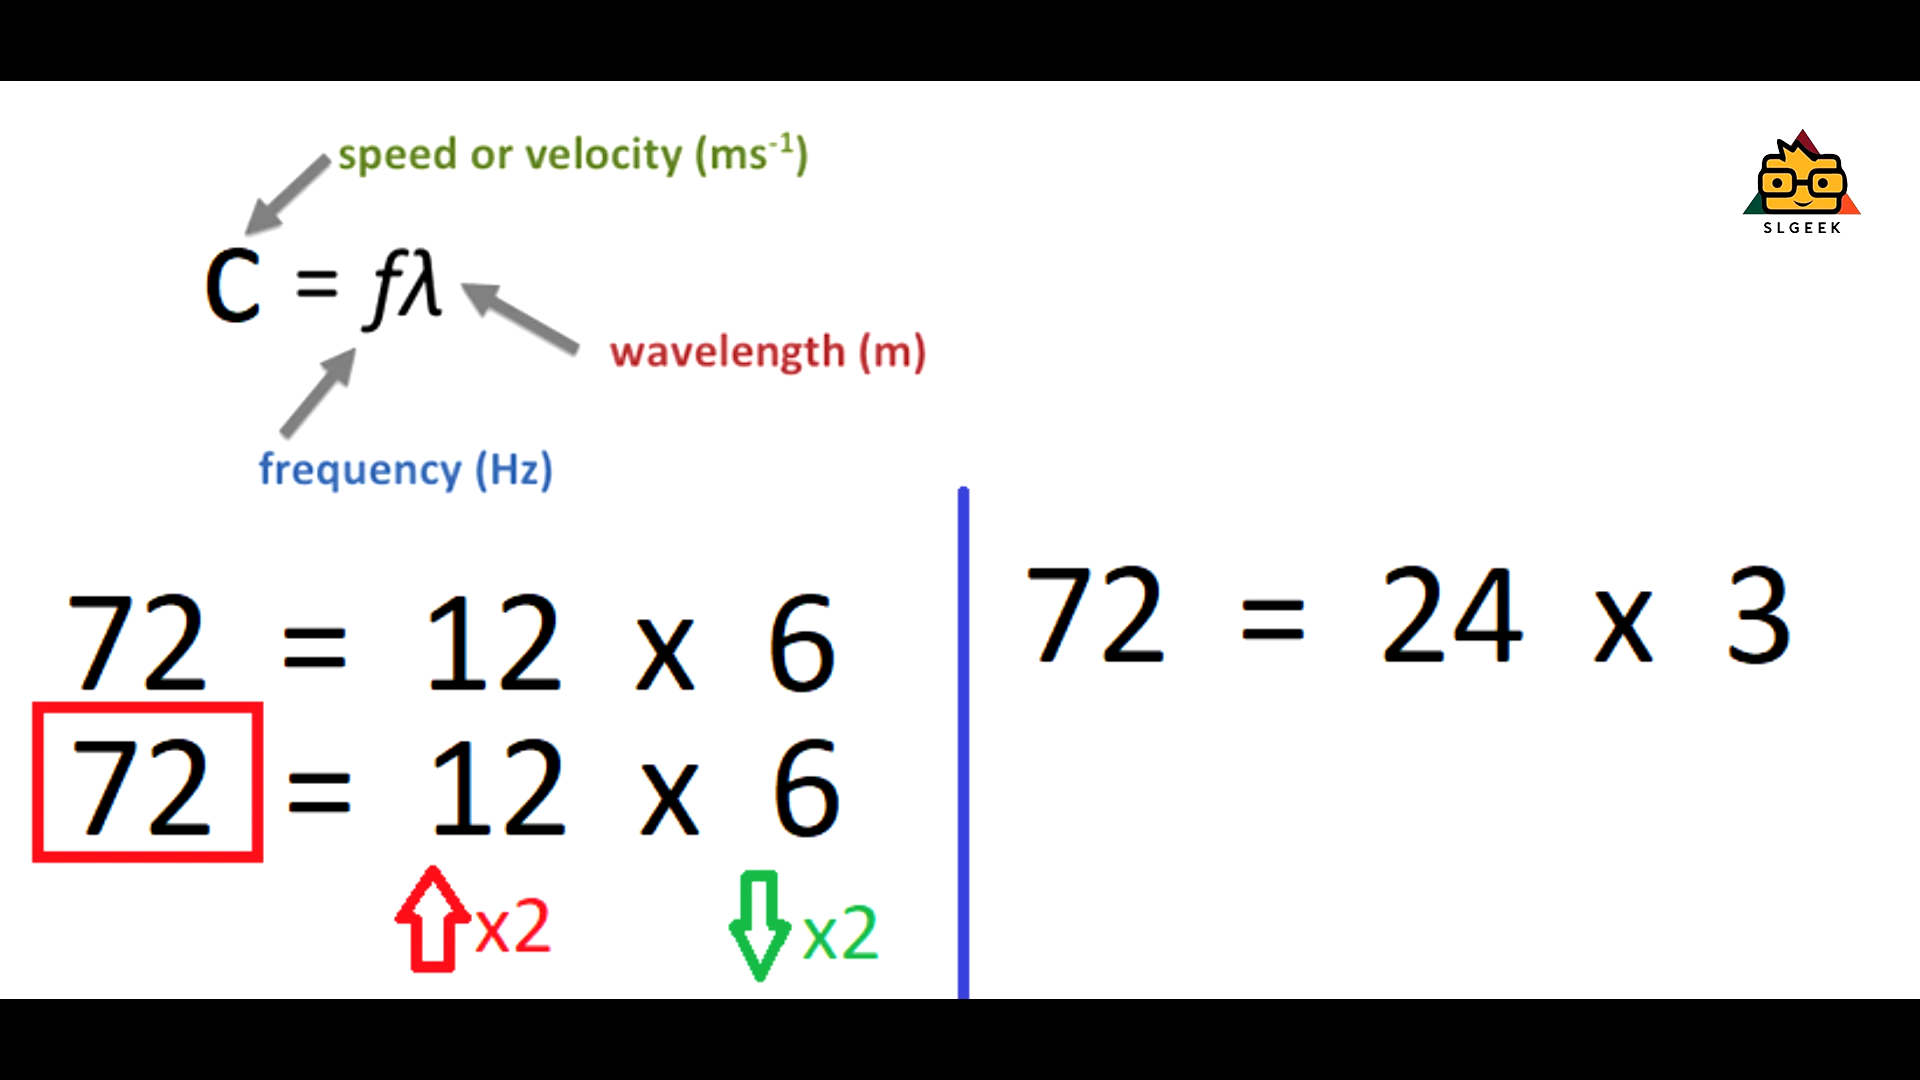 speed or velocity (ms⁻¹)
SLGEEK
C = fλ
wavelength (m)
frequency (Hz)
72 = 12 x 6
72 = 12 x 6
x2 x2
72 = 24 x 3